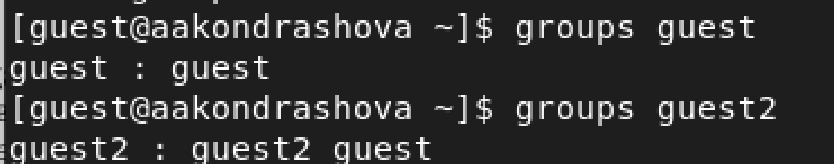 [guest@aakondrashova ~]$ groups guest
guest : guest
[guest@aakondrashova ~]$ groups guest2
guest2 : guest2 guest